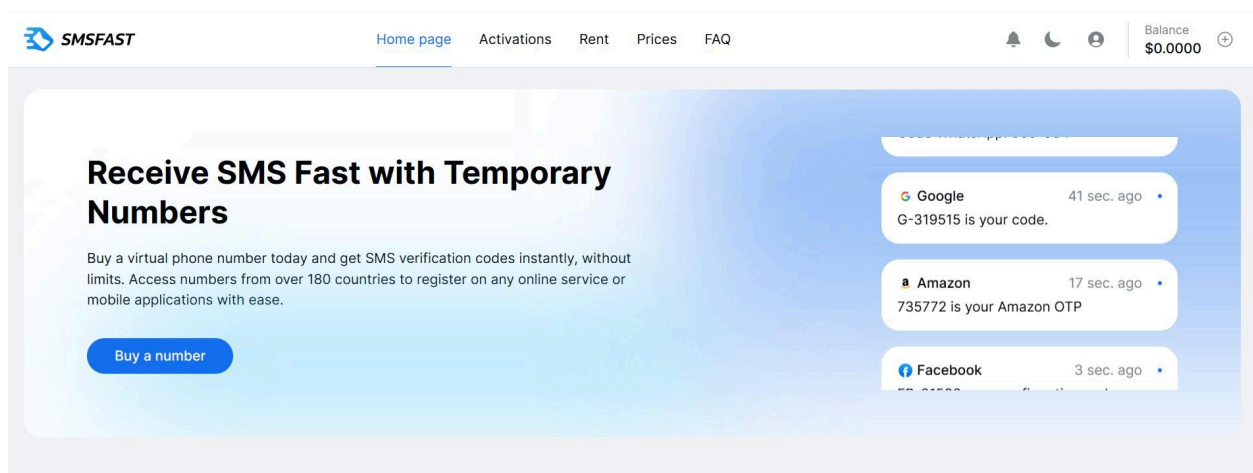 SMSFAST
Home page
Activations
Rent
Prices
FAQ
Balance
$0.0000
Receive SMS Fast with Temporary
Numbers
Buy a virtual phone number today and get SMS verification codes instantly, without
limits. Access numbers from over 180 countries to register on any online service or
mobile applications with ease.
Buy a number
Google 41 sec. ago
G-319515 is your code.
Amazon 17 sec. ago
735772 is your Amazon OTP
Facebook 3 sec. ago